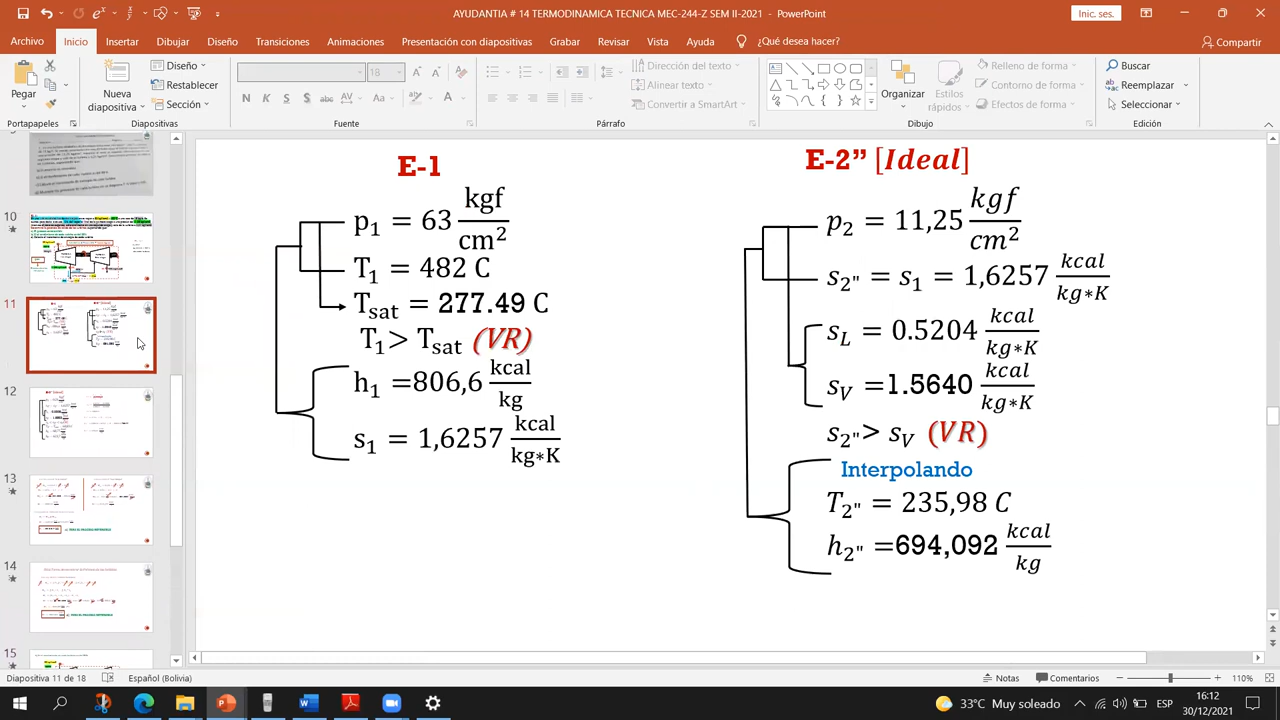 AYUDANTIA # 14 TERMODINAMICA TECNICA MEC-244-Z SEM II-2021 - PowerPoint
Inic. ses.
Archivo Inicio Insertar Dibujar Diseño Transiciones Animaciones Presentación con diapositivas Grabar Revisar Vista Ayuda ¿Qué desea hacer? Compartir
Pegar
Nueva diapositiva
Diseño
Restablecer
Sección
18
N K S S abc AV Aa A
Dirección del texto
Alinear texto
Convertir a SmartArt
Organizar
Estilos rápidos
Relleno de forma
Contorno de forma
Efectos de forma
Buscar
Reemplazar
Seleccionar
Portapapeles Diapositivas Fuente Párrafo Dibujo Edición
10
11
12
13
14
15
E-1
p₁ = 63 kgf/cm²
T₁ = 482 C
Tsat = 277.49 C
T₁> Tsat (VR)
h₁ =806,6 kcal/kg
s₁ = 1,6257 kcal/kg∗K
E-2” [Ideal]
p₂ = 11,25 kgf/cm²
s₂" = s₁ = 1,6257 kcal/kg∗K
s_L = 0.5204 kcal/kg∗K
s_V =1.5640 kcal/kg∗K
s₂"> s_V (VR)
Interpolando
T₂" = 235,98 C
h₂" =694,092 kcal/kg
Diapositiva 11 de 18 Español (Bolivia) Notas Comentarios 110%
33°C Muy soleado ESP 16:12
30/12/2021